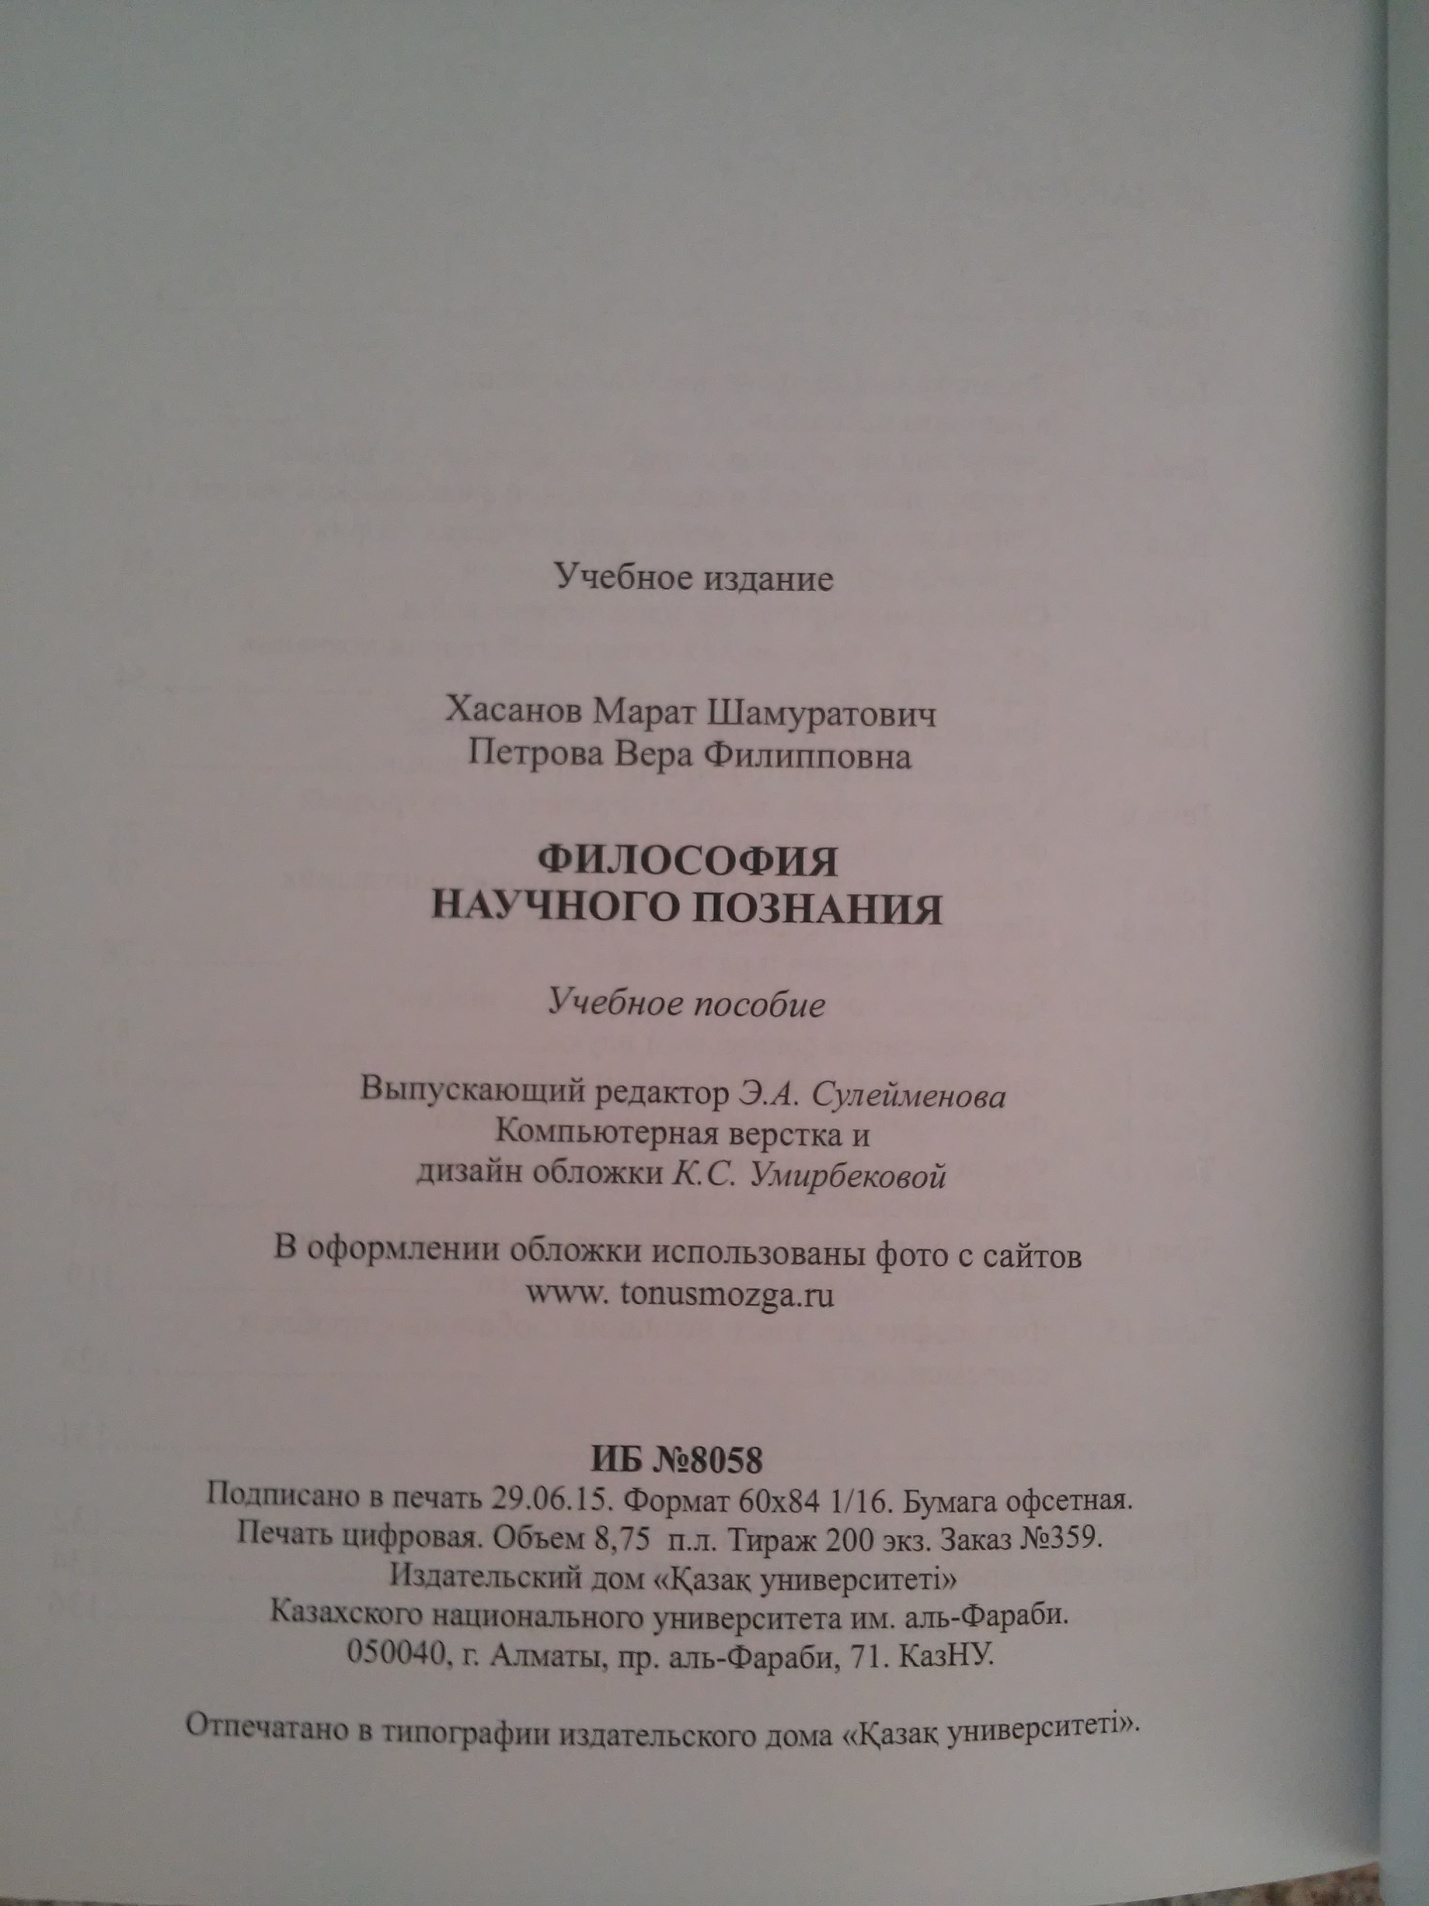 Учебное издание
Хасанов Марат Шамуратович
Петрова Вера Филипповна
ФИЛОСОФИЯ
НАУЧНОГО ПОЗНАНИЯ
Учебное пособие
Выпускающий редактор Э.А. Сулейменова
Компьютерная верстка и
дизайн обложки К.С. Умирбековой
В оформлении обложки использованы фото с сайтов
www. tonusmozga.ru
ИБ №8058
Подписано в печать 29.06.15. Формат 60х84 1/16. Бумага офсетная.
Печать цифровая. Объем 8,75 п.л. Тираж 200 экз. Заказ №359.
Издательский дом «Қазақ университеті»
Казахского национального университета им. аль-Фараби.
050040, г. Алматы, пр. аль-Фараби, 71. КазНУ.
Отпечатано в типографии издательского дома «Қазақ университеті».